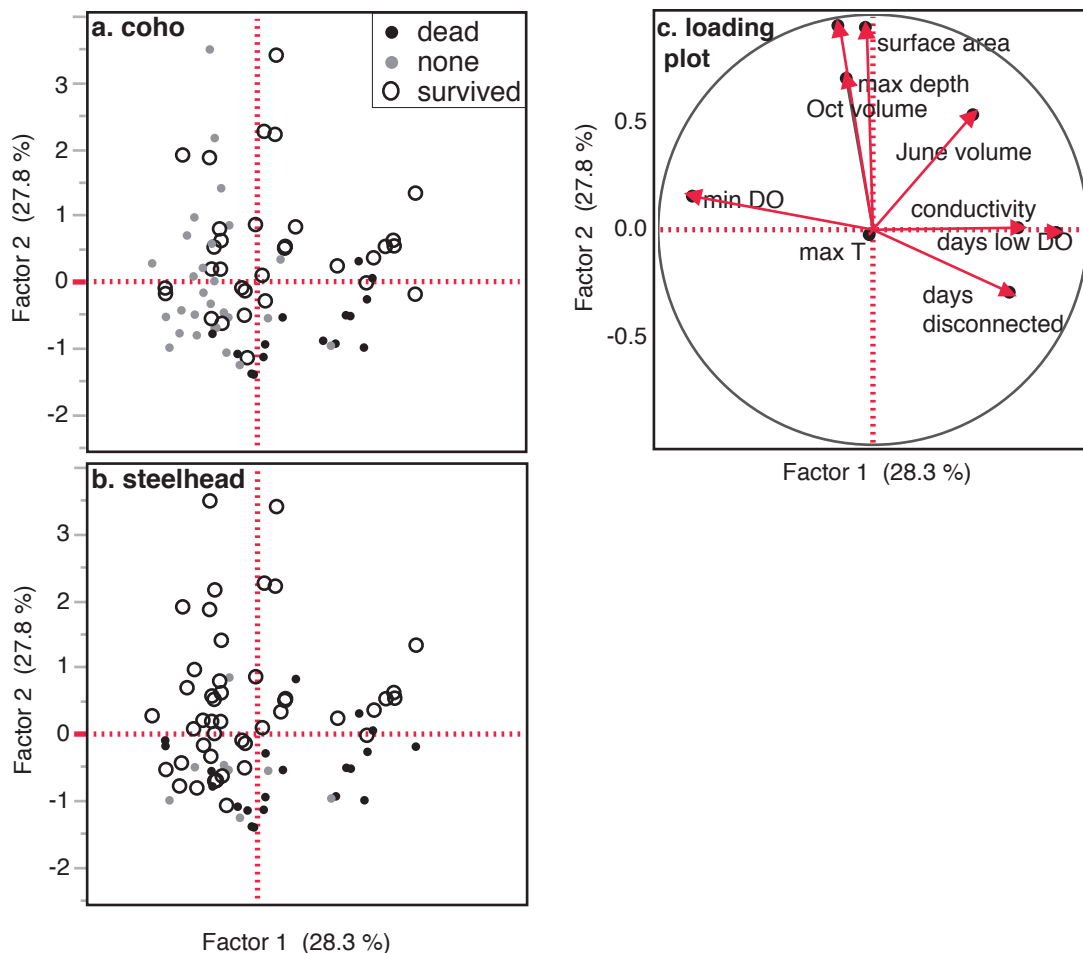 a. coho
dead
none
survived
3
2
1
0
-1
-2
Factor 2 (27.8 %)
b. steelhead
3
2
1
0
-1
-2
Factor 2 (27.8 %)
Factor 1 (28.3 %)
c. loading
plot
surface area
max depth
Oct volume
June volume
min DO
conductivity
days low DO
max T
days
disconnected
0.5
0.0
-0.5
Factor 2 (27.8 %)
Factor 1 (28.3 %)